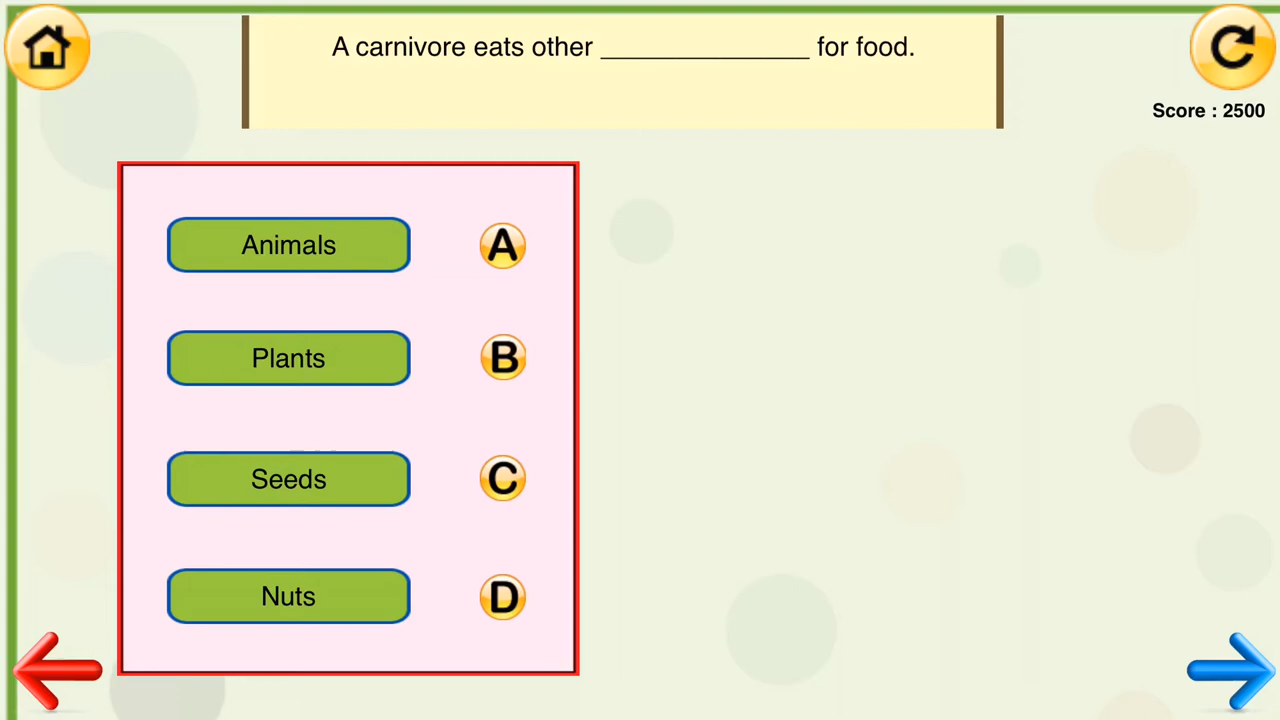 A carnivore eats other ______________ for food.
Score : 2500
Animals A
Plants B
Seeds C
Nuts D